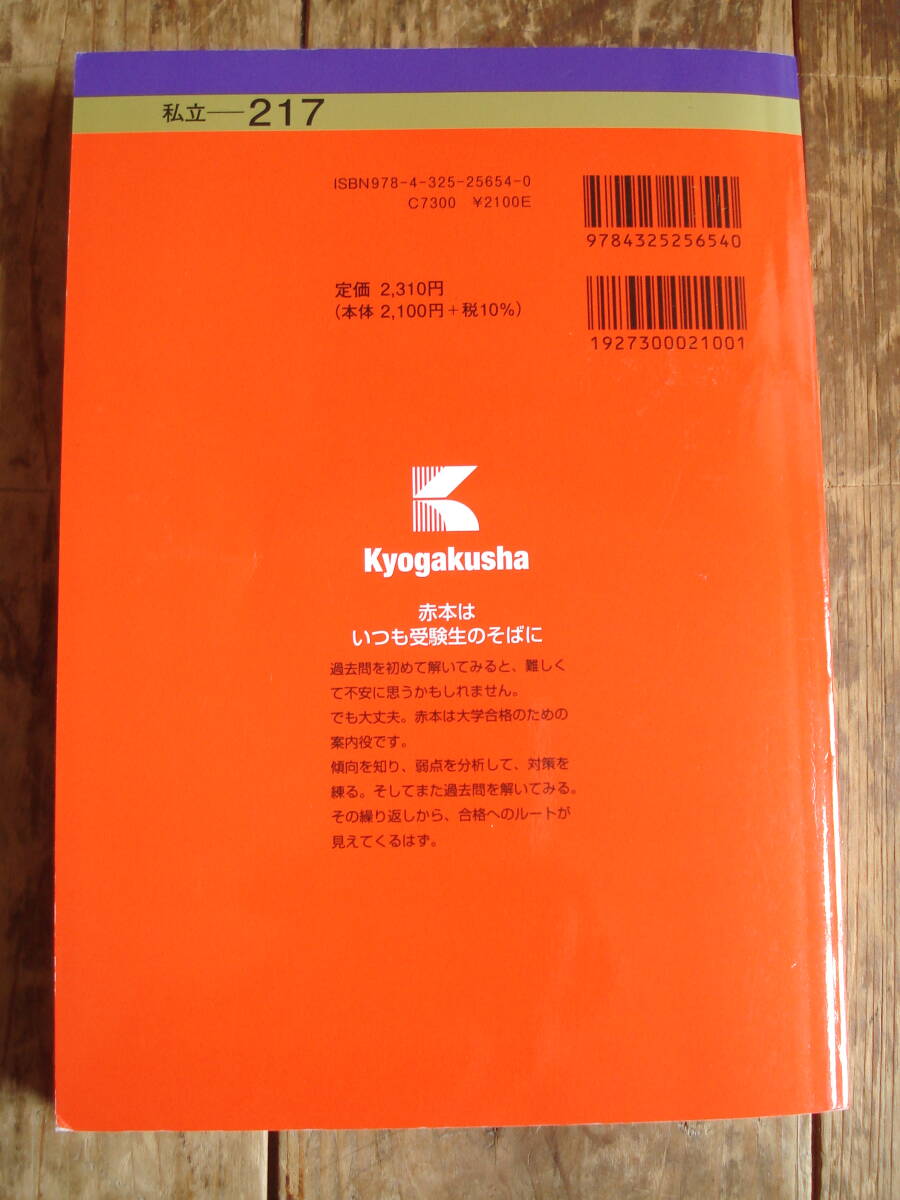 私立—217
ISBN978-4-325-25654-0
C7300 ¥2100E
9784325256540
定価 2,310円
(本体 2,100円+税10%)
1927300021001
Kyogakusha
赤本は
いつも受験生のそばに
過去問を初めて解いてみると、難しく
て不安に思うかもしれません。
でも大丈夫。赤本は大学合格のための
案内役です。
傾向を知り、弱点を分析して、対策を
練る。そしてまた過去問を解いてみる。
その繰り返しから、合格へのルートが
見えてくるはず。